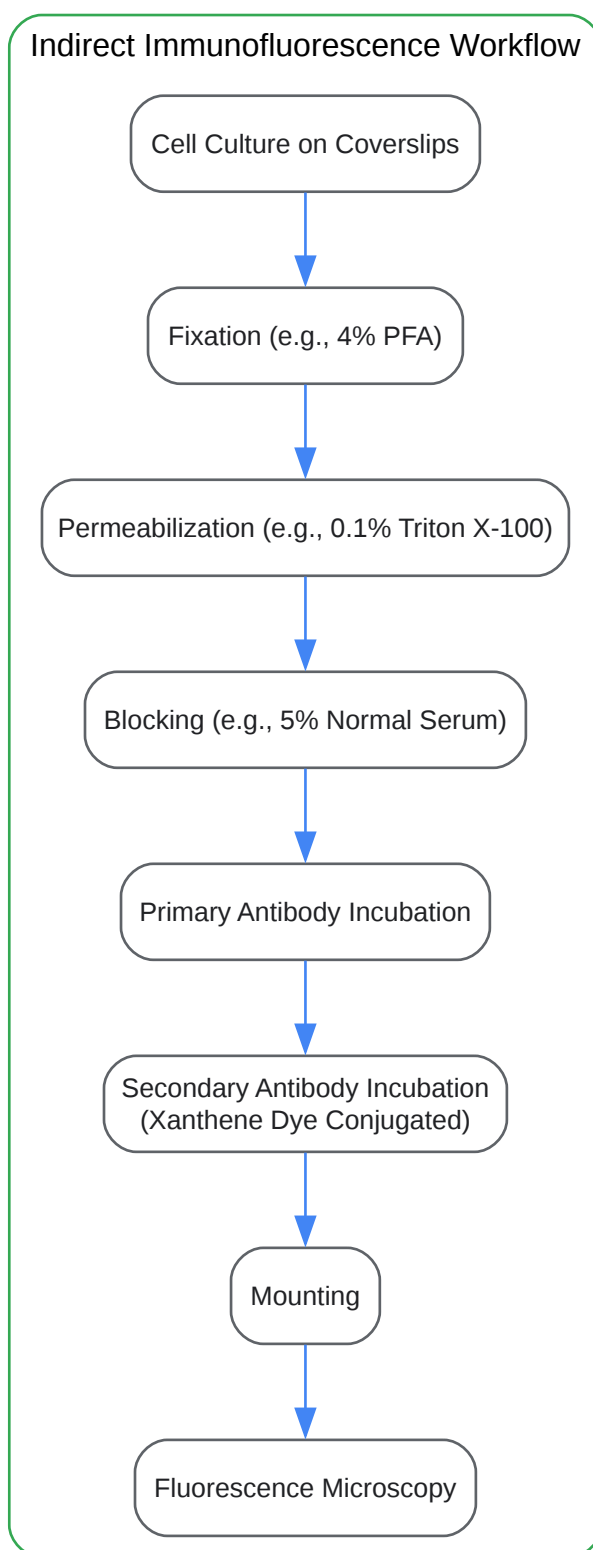 Indirect Immunofluorescence Workflow
Cell Culture on Coverslips
Fixation (e.g., 4% PFA)
Permeabilization (e.g., 0.1% Triton X-100)
Blocking (e.g., 5% Normal Serum)
Primary Antibody Incubation
Secondary Antibody Incubation
(Xanthene Dye Conjugated)
Mounting
Fluorescence Microscopy